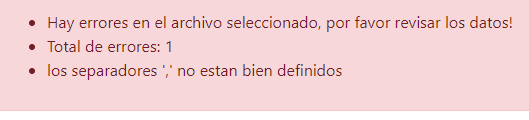 Hay errores en el archivo seleccionado, por favor revisar los datos!
Total de errores: 1
los separadores ',' no estan bien definidos